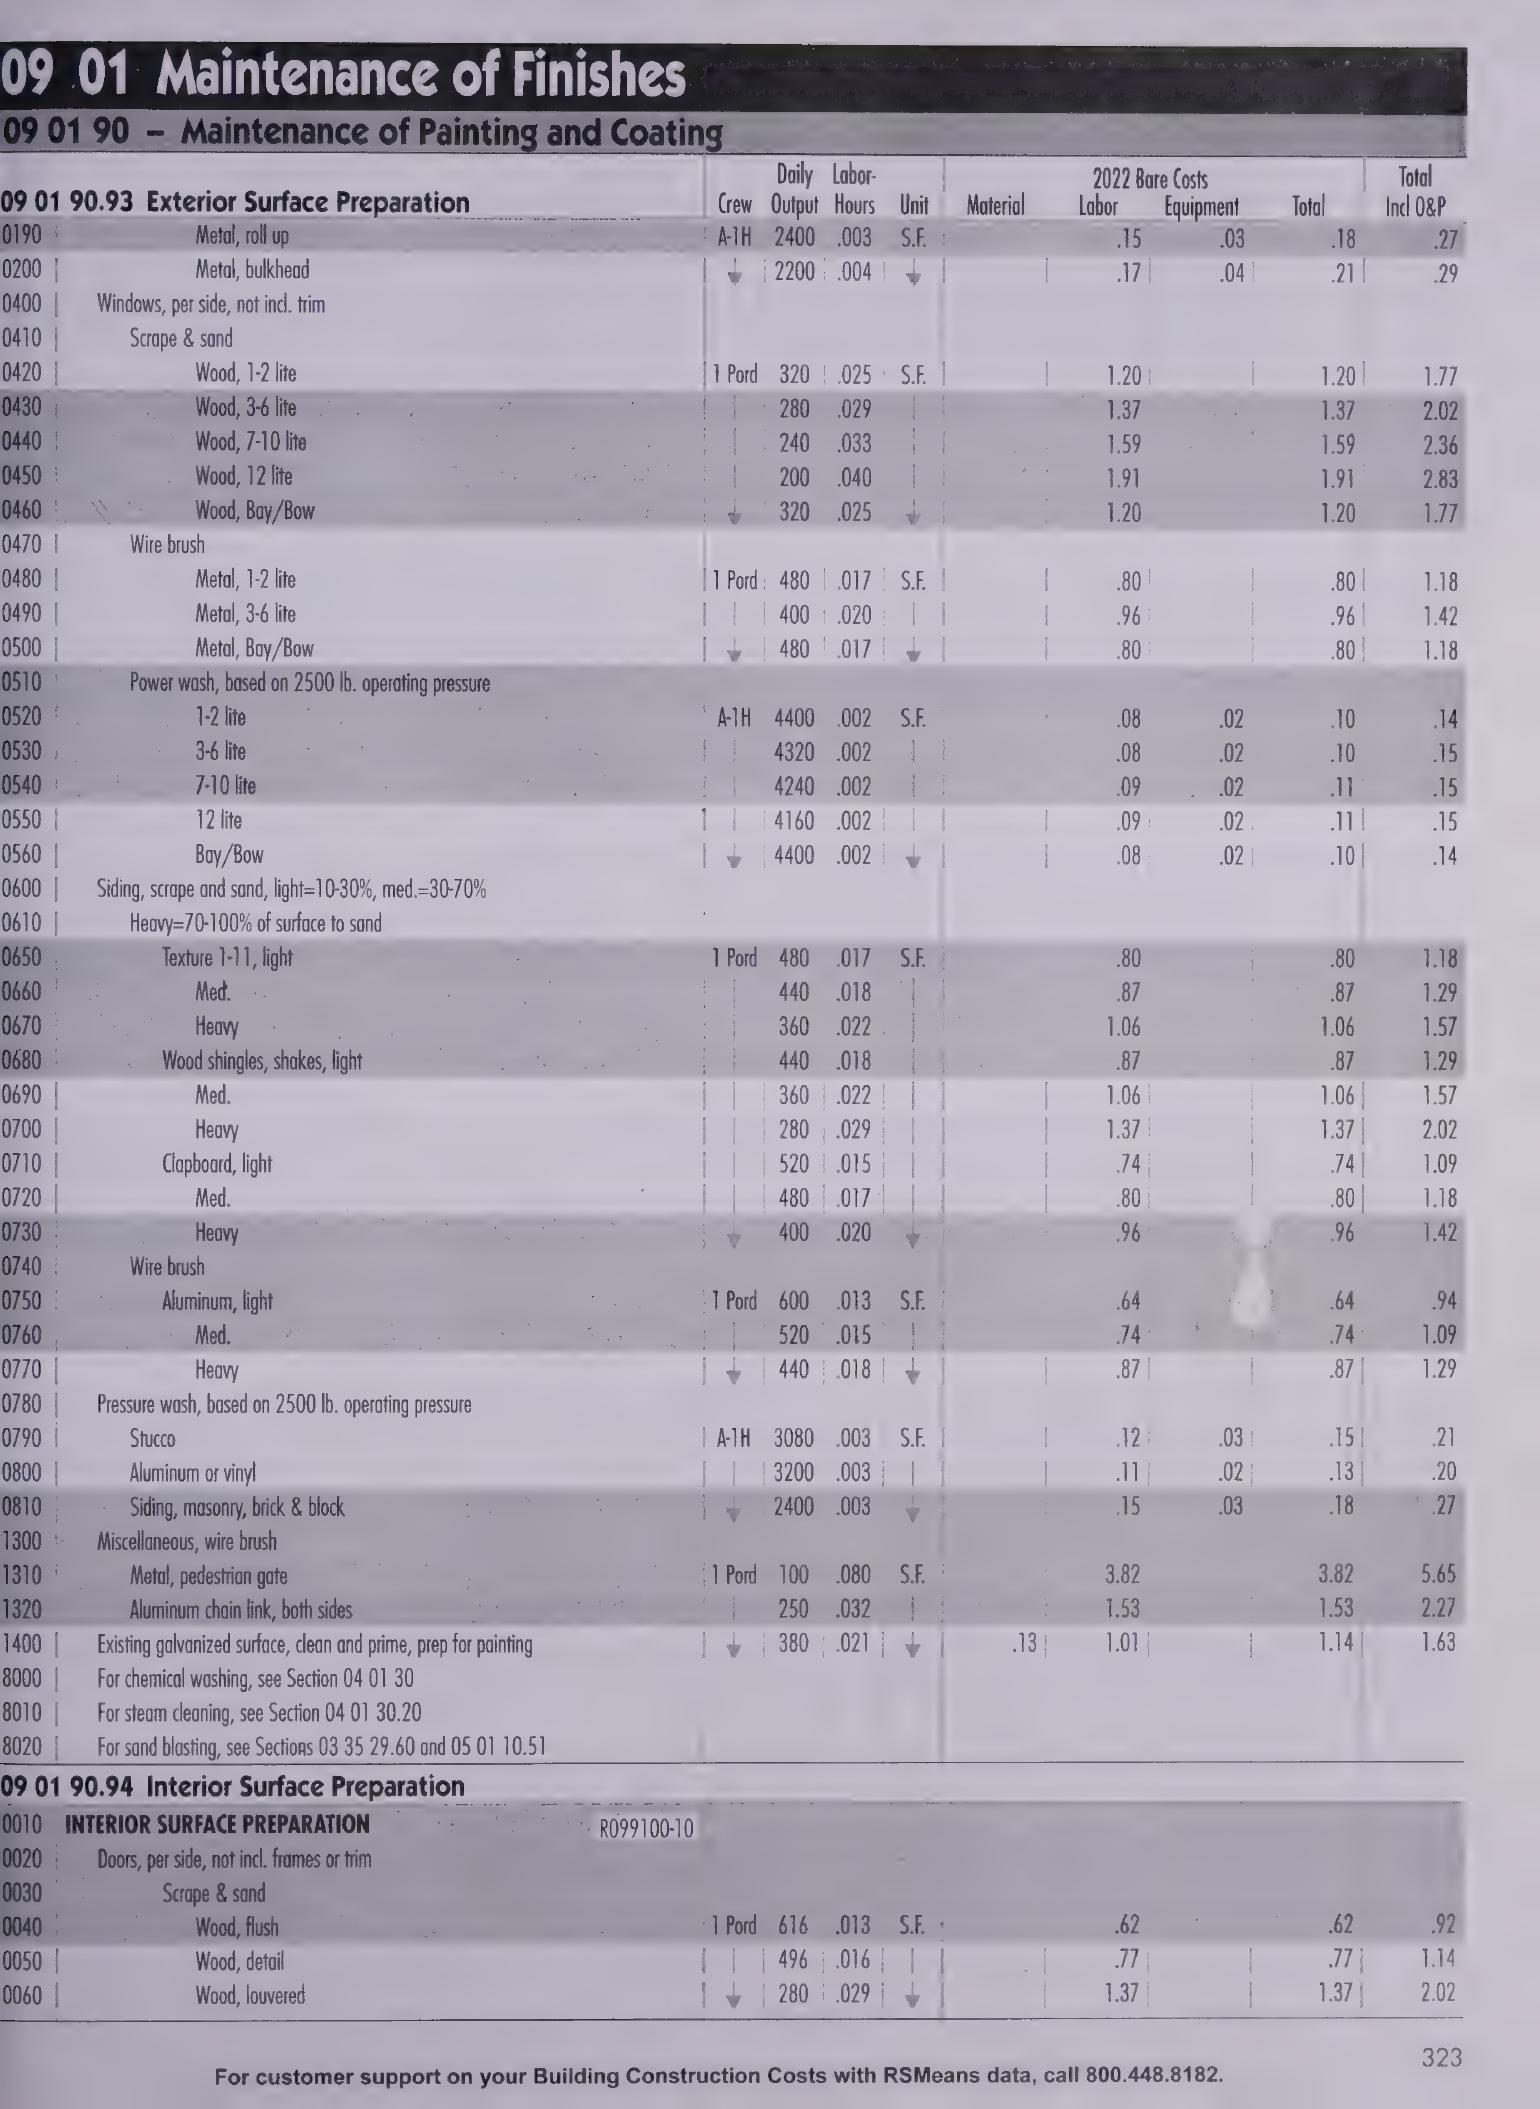 09 01 Maintenance of Finishes
09 01 90 – Maintenance of Painting and Coating
Daily Labor- 2022 Bare Costs Total
09 01 90.93 Exterior Surface Preparation Crew Output Hours Unit Material Labor Equipment Total Incl O&P
0190 Metal, roll up A-1H 2400 .003 S.F. .15 .03 .18 .27
0200 Metal, bulkhead 2200 .004 .17 .04 .21 .29
0400 Windows, per side, not incl. trim
0410 Scrape & sand
0420 Wood, 1-2 lite 1 Pord 320 .025 S.F. 1.20 1.20 1.77
0430 Wood, 3-6 lite 280 .029 1.37 1.37 2.02
0440 Wood, 7-10 lite 240 .033 1.59 1.59 2.36
0450 Wood, 12 lite 200 .040 1.91 1.91 2.83
0460 Wood, Bay/Bow 320 .025 1.20 1.20 1.77
0470 Wire brush
0480 Metal, 1-2 lite 1 Pord 480 .017 S.F. .80 .80 1.18
0490 Metal, 3-6 lite 400 .020 .96 .96 1.42
0500 Metal, Bay/Bow 480 .017 .80 .80 1.18
0510 Power wash, based on 2500 lb. operating pressure
0520 1-2 lite A-1H 4400 .002 S.F. .08 .02 .10 .14
0530 3-6 lite 4320 .002 .08 .02 .10 .15
0540 7-10 lite 4240 .002 .09 .02 .11 .15
0550 12 lite 4160 .002 .09 .02 .11 .15
0560 Bay/Bow 4400 .002 .08 .02 .10 .14
0600 Siding, scrape and sand, light=10-30%, med.=30-70%
0610 Heavy=70-100% of surface to sand
0650 Texture 1-11, light 1 Pord 480 .017 S.F. .80 .80 1.18
0660 Med. 440 .018 .87 .87 1.29
0670 Heavy 360 .022 1.06 1.06 1.57
0680 Wood shingles, shakes, light 440 .018 .87 .87 1.29
0690 Med. 360 .022 1.06 1.06 1.57
0700 Heavy 280 .029 1.37 1.37 2.02
0710 Clapboard, light 520 .015 .74 .74 1.09
0720 Med. 480 .017 .80 .80 1.18
0730 Heavy 400 .020 .96 .96 1.42
0740 Wire brush
0750 Aluminum, light 1 Pord 600 .013 S.F. .64 .64 .94
0760 Med. 520 .015 .74 .74 1.09
0770 Heavy 440 .018 .87 .87 1.29
0780 Pressure wash, based on 2500 lb. operating pressure
0790 Stucco A-1H 3080 .003 S.F. .12 .03 .15 .21
0800 Aluminum or vinyl 3200 .003 .11 .02 .13 .20
0810 Siding, masonry, brick & block 2400 .003 .15 .03 .18 .27
1300 Miscellaneous, wire brush
1310 Metal, pedestrian gate 1 Pord 100 .080 S.F. 3.82 3.82 5.65
1320 Aluminum chain link, both sides 250 .032 1.53 1.53 2.27
1400 Existing galvanized surface, clean and prime, prep for painting 380 .021 .13 1.01 1.14 1.63
8000 For chemical washing, see Section 04 01 30
8010 For steam cleaning, see Section 04 01 30.20
8020 For sand blasting, see Sections 03 35 29.60 and 05 01 10.51
09 01 90.94 Interior Surface Preparation
0010 INTERIOR SURFACE PREPARATION R099100-10
0020 Doors, per side, not incl. frames or trim
0030 Scrape & sand
0040 Wood, flush 1 Pord 616 .013 S.F. .62 .62 .92
0050 Wood, detail 496 .016 .77 .77 1.14
0060 Wood, louvered 280 .029 1.37 1.37 2.02
323
For customer support on your Building Construction Costs with RSMeans data, call 800.448.8182.